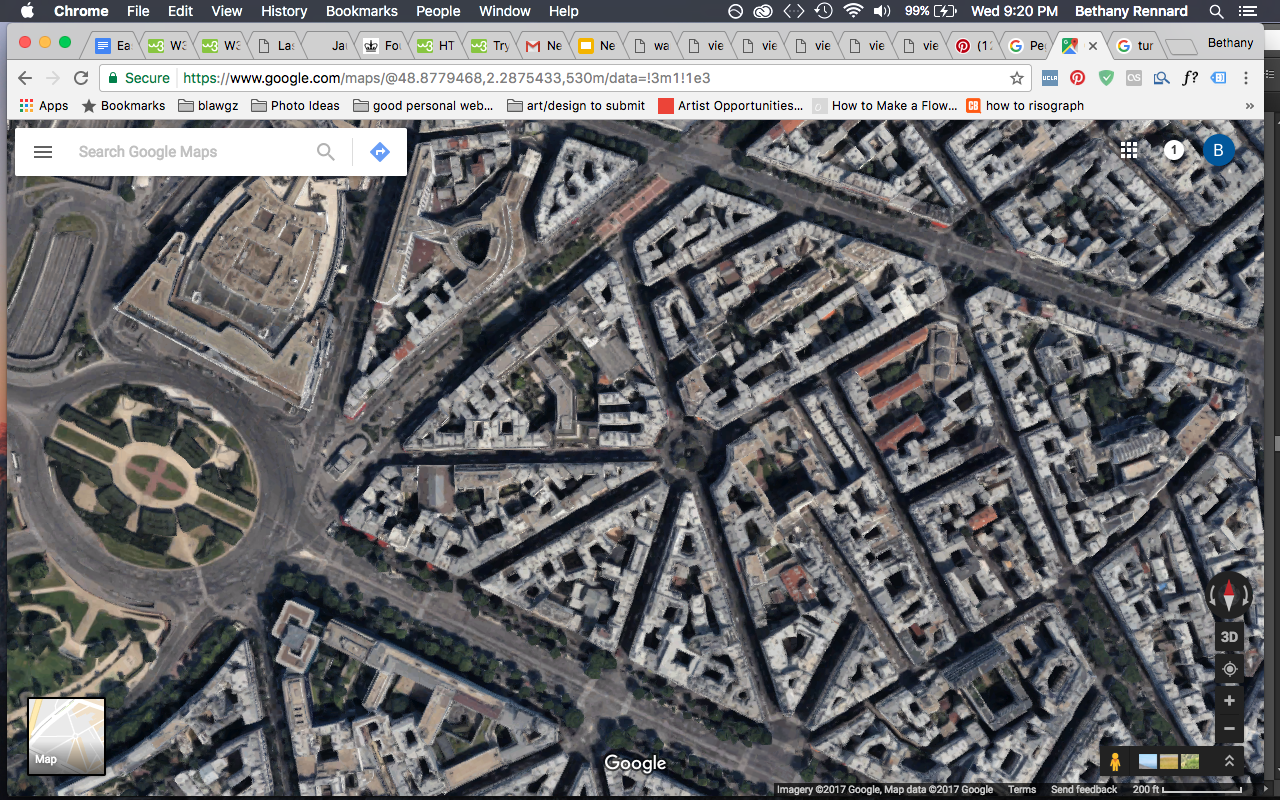 Chrome File Edit View History Bookmarks People Window Help 99% Wed 9:20 PM Bethany Rennard
Ea W3 W3 La Ja Fo HT Try Ne Ne wa vie vie vie vie vie (1 Pe tur Bethany
Secure https://www.google.com/maps/@48.8779468,2.2875433,530m/data=!3m1!1e3 UCLR OS f?
Apps Bookmarks blawgz Photo Ideas good personal web... art/design to submit Artist Opportunities... How to Make a Flow... CB how to risograph »
Search Google Maps 1 B
3D
+
−
Map
Google
Imagery ©2017 Google, Map data ©2017 Google Terms Send feedback 200 ft